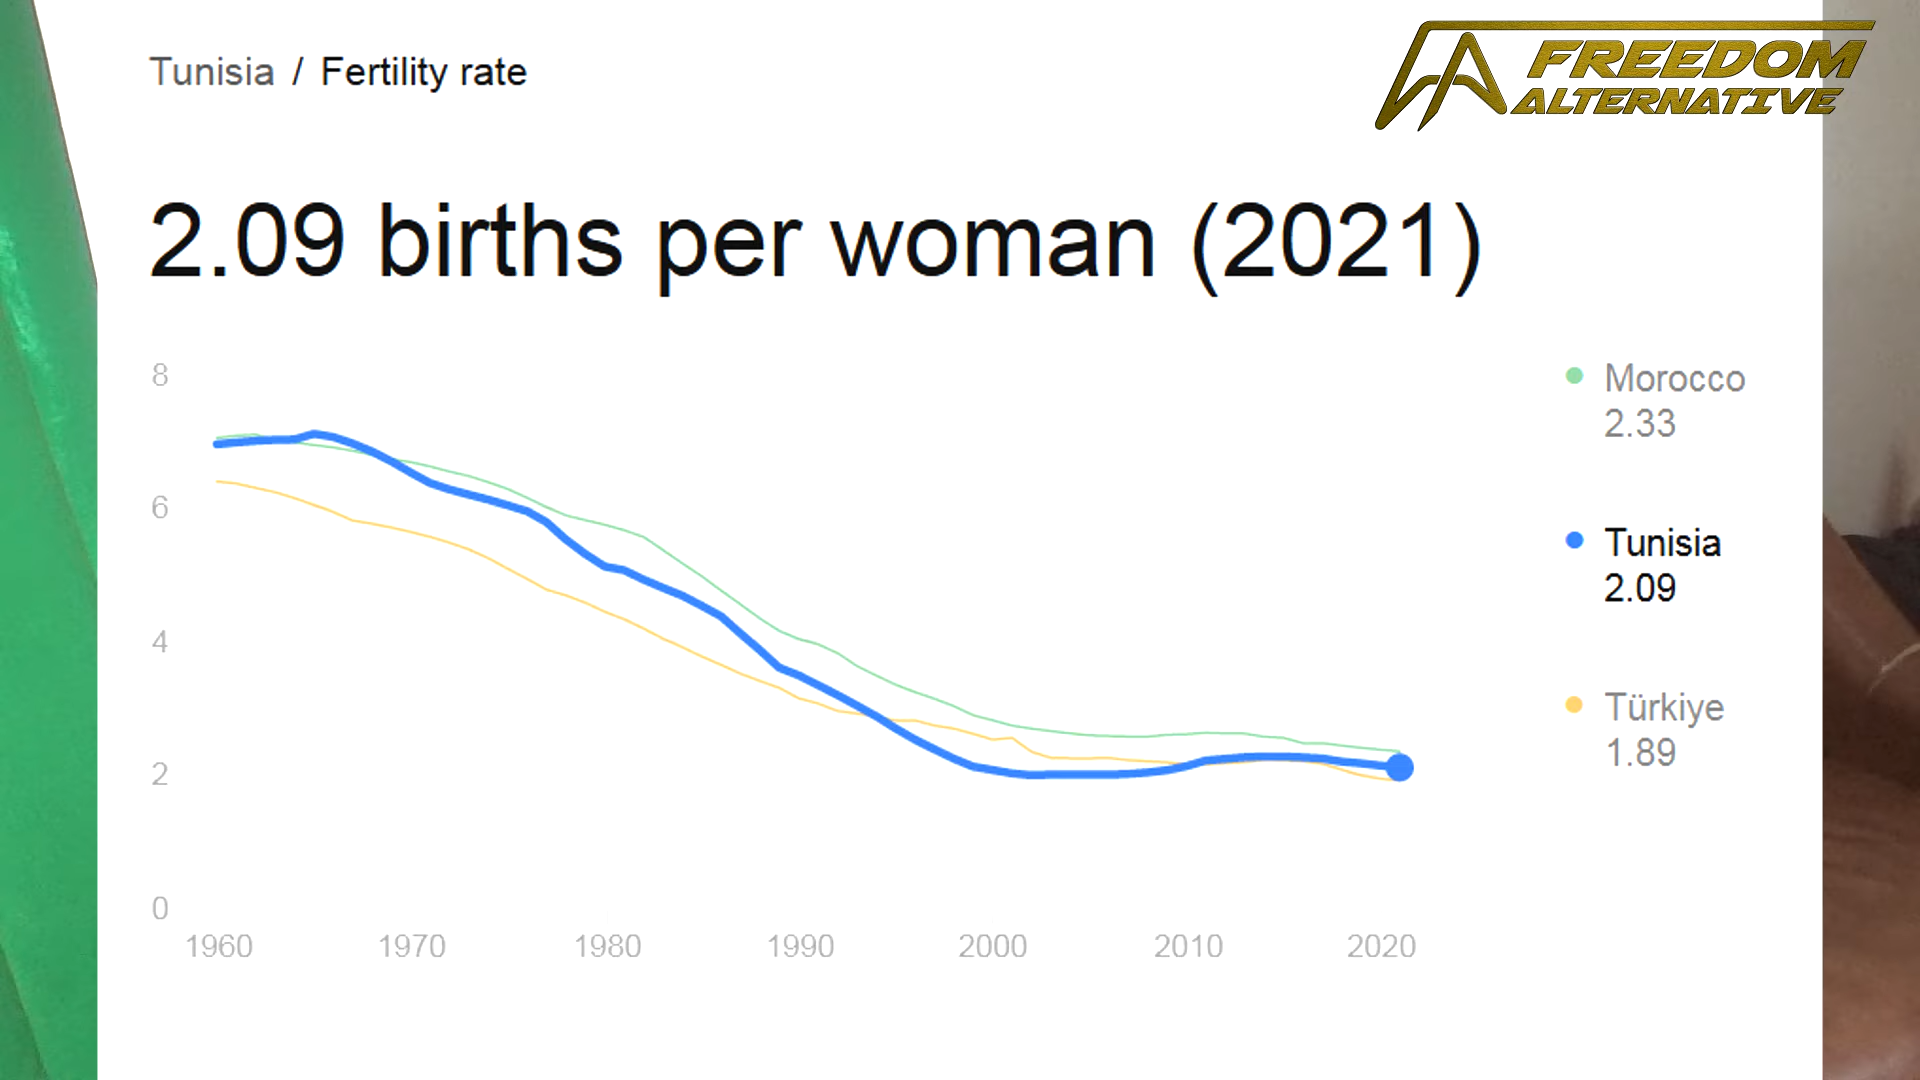 Tunisia / Fertility rate
FREEDOM
ALTERNATIVE
2.09 births per woman (2021)
8
6
4
2
0
1960 1970 1980 1990 2000 2010 2020
Morocco
2.33
Tunisia
2.09
Türkiye
1.89